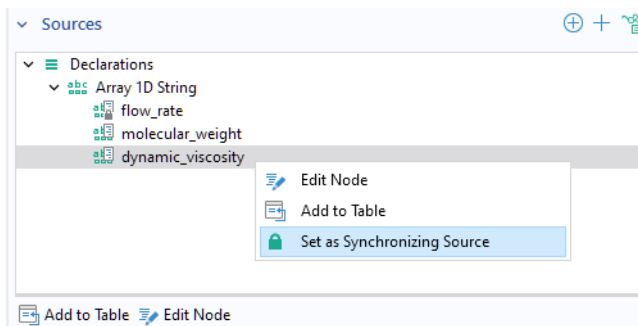 Sources
Declarations
abc Array 1D String
flow_rate
molecular_weight
dynamic_viscosity
Edit Node
Add to Table
Set as Synchronizing Source
Add to Table Edit Node